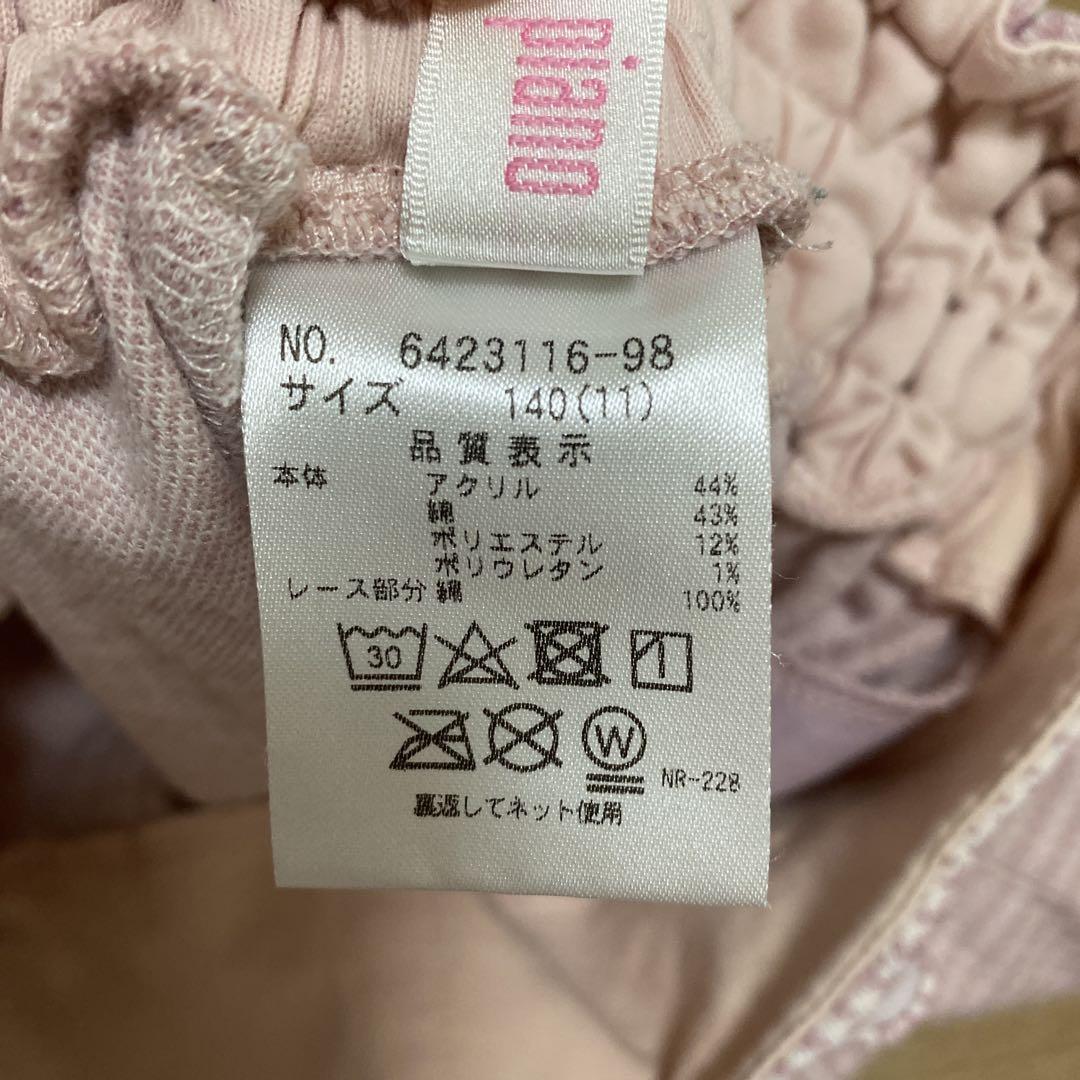 piano
NO. 6423116-98
サイズ 140(11)
品質表示
本体 アクリル 44%
綿 43%
ポリエステル 12%
ポリウレタン 1%
レース部分 綿 100%
30
W
NR-228
裏返してネット使用